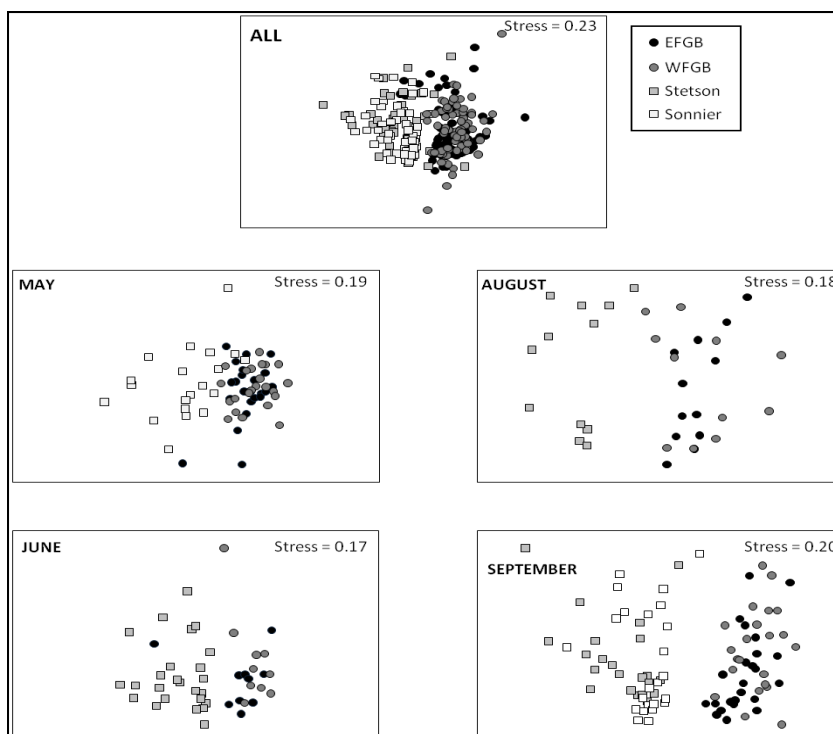 ALL
Stress = 0.23
EFGB
WFGB
Stetson
Sonnier
MAY
Stress = 0.19
AUGUST
Stress = 0.18
JUNE
Stress = 0.17
SEPTEMBER
Stress = 0.20